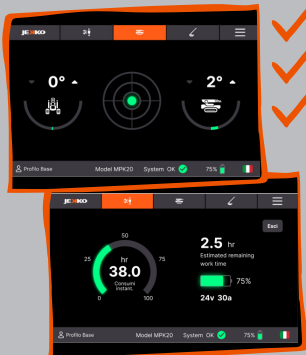 JEKKO
0°
2°
Profilo Base Model MPK20 System OK 75%
JEKKO
Esci
50
25 75
0 100
hr
38.0
Consumi
instant.
2.5 hr
Estimated remaining
work time
75%
24v 30a
Profilo Base Model MPK20 System OK 75%